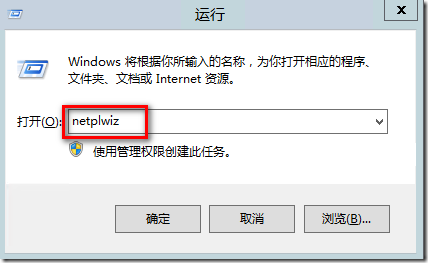 运行
Windows 将根据你所输入的名称，为你打开相应的程序、
文件夹、文档或 Internet 资源。
打开(O): netplwiz
使用管理权限创建此任务。
确定 取消 浏览(B)...